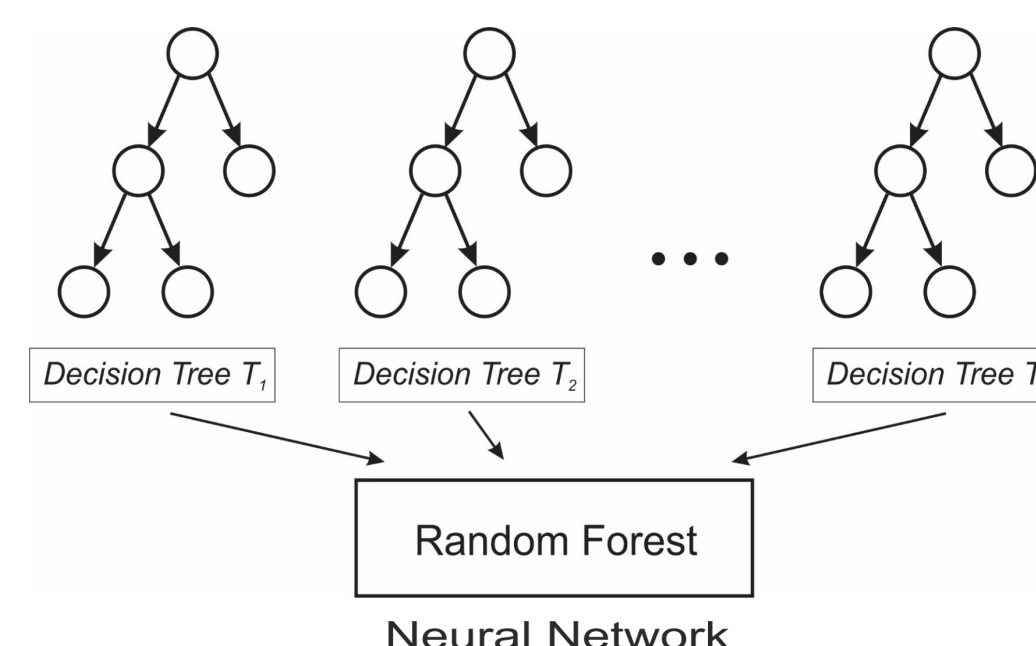 Decision Tree T₁
Decision Tree T₂
Decision Tree T
Random Forest
Neural Network